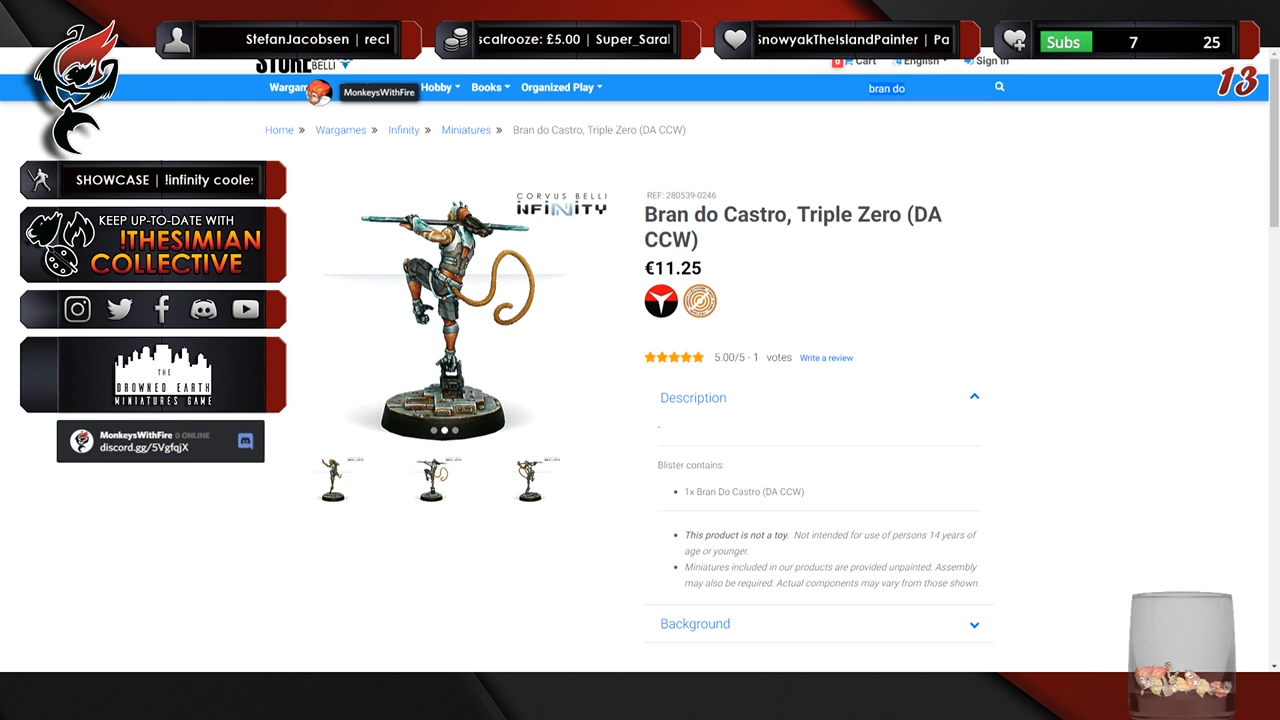 StefanJacobsen | recl
scalrooze: £5.00 | Super_Sara
SnowyakTheIslandPainter | Pa
Subs 7 25
STORE
BELLI
Cart English Sign in
13
Wargam
MonkeysWithFire
Hobby Books Organized Play
bran do
Home » Wargames » Infinity » Miniatures » Bran do Castro, Triple Zero (DA CCW)
SHOWCASE | !infinity cooles
KEEP UP-TO-DATE WITH
!THESIMIAN
COLLECTIVE
THE
DROWNED EARTH
MINIATURES GAME
MonkeysWithFire 0 ONLINE
discord.gg/5VgfqjX
CORVUS BELLI
INFINITY
REF: 280539-0246
Bran do Castro, Triple Zero (DA
CCW)
€11.25
5.00/5 - 1 votes Write a review
Description
-
Blister contains:
• 1x Bran Do Castro (DA CCW)
• This product is not a toy. Not intended for use of persons 14 years of
age or younger.
• Miniatures included in our products are provided unpainted. Assembly
may also be required. Actual components may vary from those shown.
Background